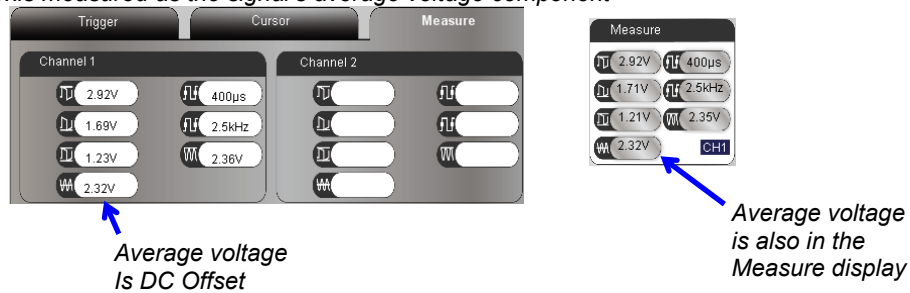 is measured as the signal's average voltage component
Trigger
Cursor
Measure
Channel 1
2.92V
400µs
1.69V
2.5kHz
1.23V
2.36V
2.32V
Channel 2
Average voltage
Is DC Offset
Measure
2.92V
400µs
1.71V
2.5kHz
1.21V
2.35V
2.32V
CH1
Average voltage
is also in the
Measure display